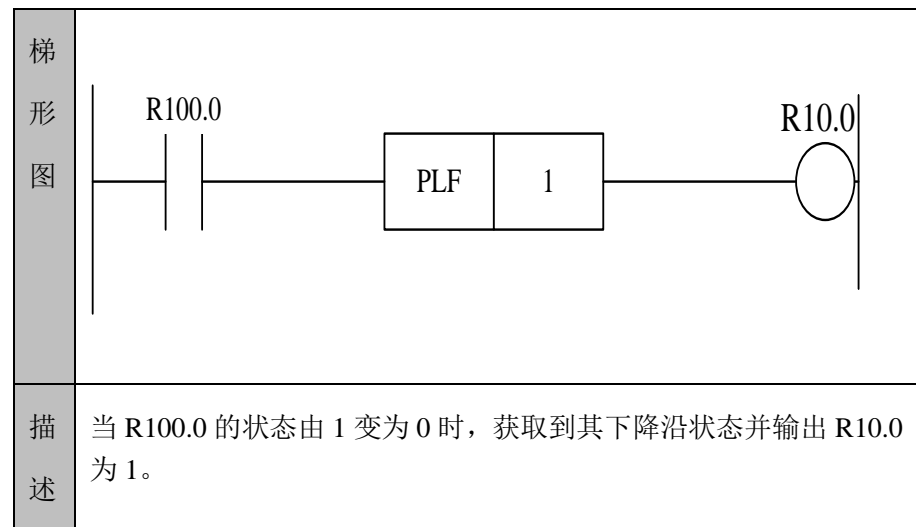 梯形图
R100.0
R10.0
PLF 1
描述
当 R100.0 的状态由 1 变为 0 时，获取到其下降沿状态并输出 R10.0
为 1。